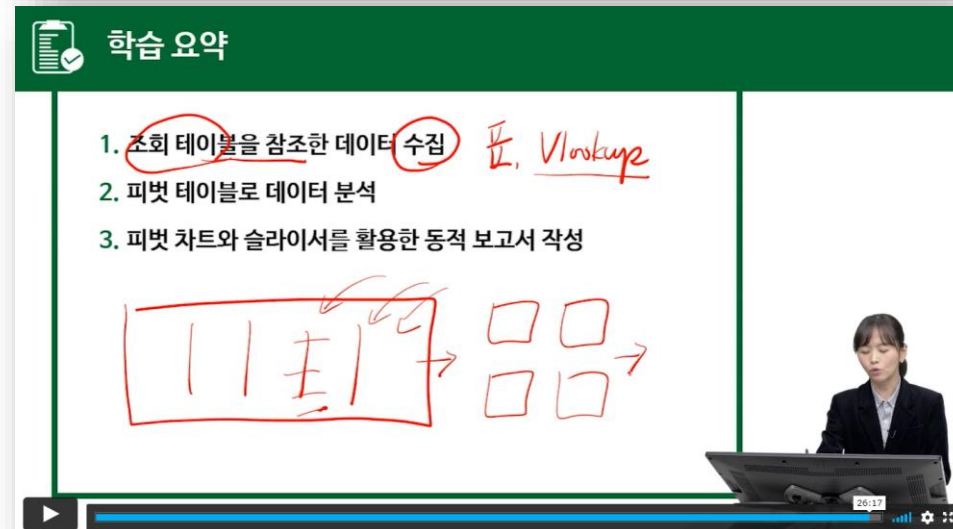 학습 요약
1. 조회 테이블을 참조한 데이터 수집 표, Vlookup
2. 피벗 테이블로 데이터 분석
3. 피벗 차트와 슬라이서를 활용한 동적 보고서 작성
26:17